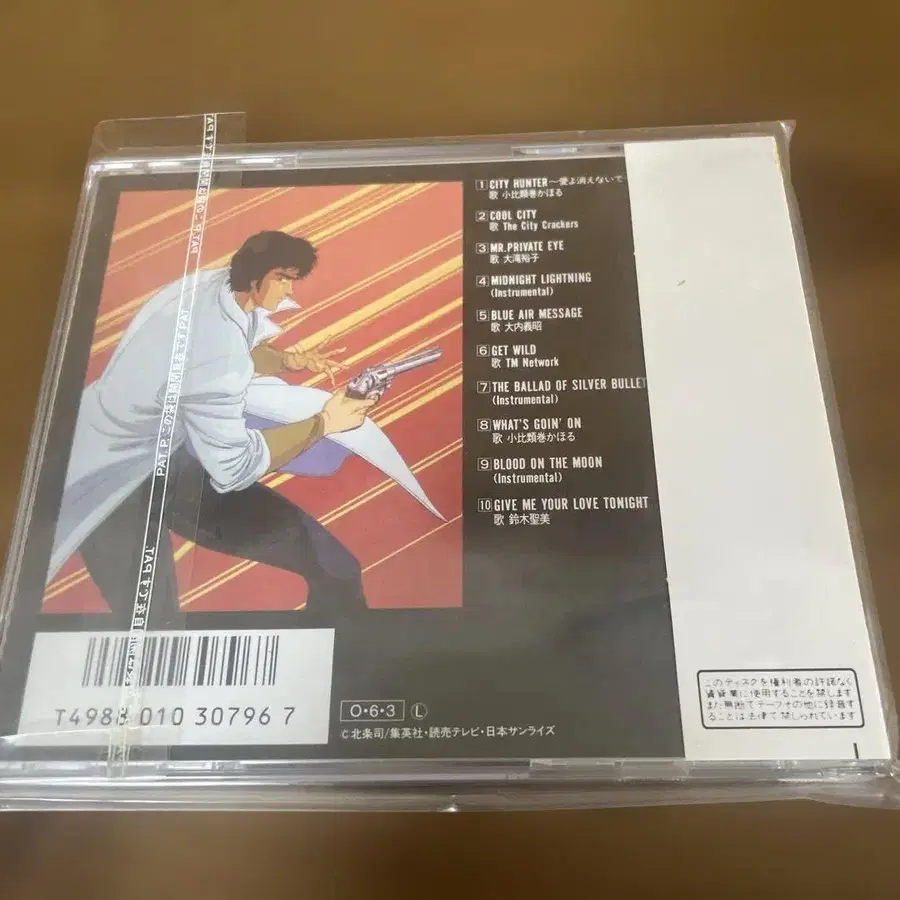 1 CITY HUNTER～愛よ消えないで～
歌 小比類巻かほる
2 COOL CITY
歌 The City Crackers
3 MR. PRIVATE EYE
歌 大滝裕子
4 MIDNIGHT LIGHTNING
(Instrumental)
5 BLUE AIR MESSAGE
歌 大内義昭
6 GET WILD
歌 TM Network
7 THE BALLAD OF SILVER BULLET
(Instrumental)
8 WHAT'S GOIN' ON
歌 小比類巻かほる
9 BLOOD ON THE MOON
(Instrumental)
10 GIVE ME YOUR LOVE TONIGHT
歌 鈴木聖美
PAT. P.
T4988 010 30796 7
O・6・3 L
©北条司/集英社・読売テレビ・日本サンライズ
このディスクを権利者の許諾なく
賃貸業に使用することを禁じます
また無断でテープその他に録音す
ることは法律で禁じられています